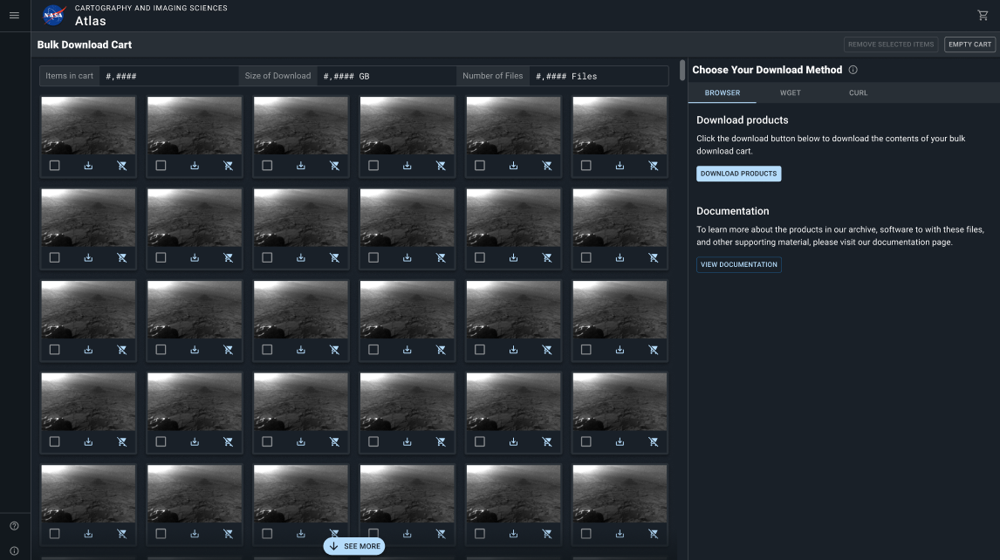 NASA
CARTOGRAPHY AND IMAGING SCIENCES
Atlas
Bulk Download Cart
REMOVE SELECTED ITEMS
EMPTY CART
Items in cart #,####
Size of Download #,#### GB
Number of Files #,#### Files
SEE MORE
Choose Your Download Method
BROWSER
WGET
CURL
Download products
Click the download button below to download the contents of your bulk
download cart.
DOWNLOAD PRODUCTS
Documentation
To learn more about the products in our archive, software to with these files,
and other supporting material, please visit our documentation page.
VIEW DOCUMENTATION